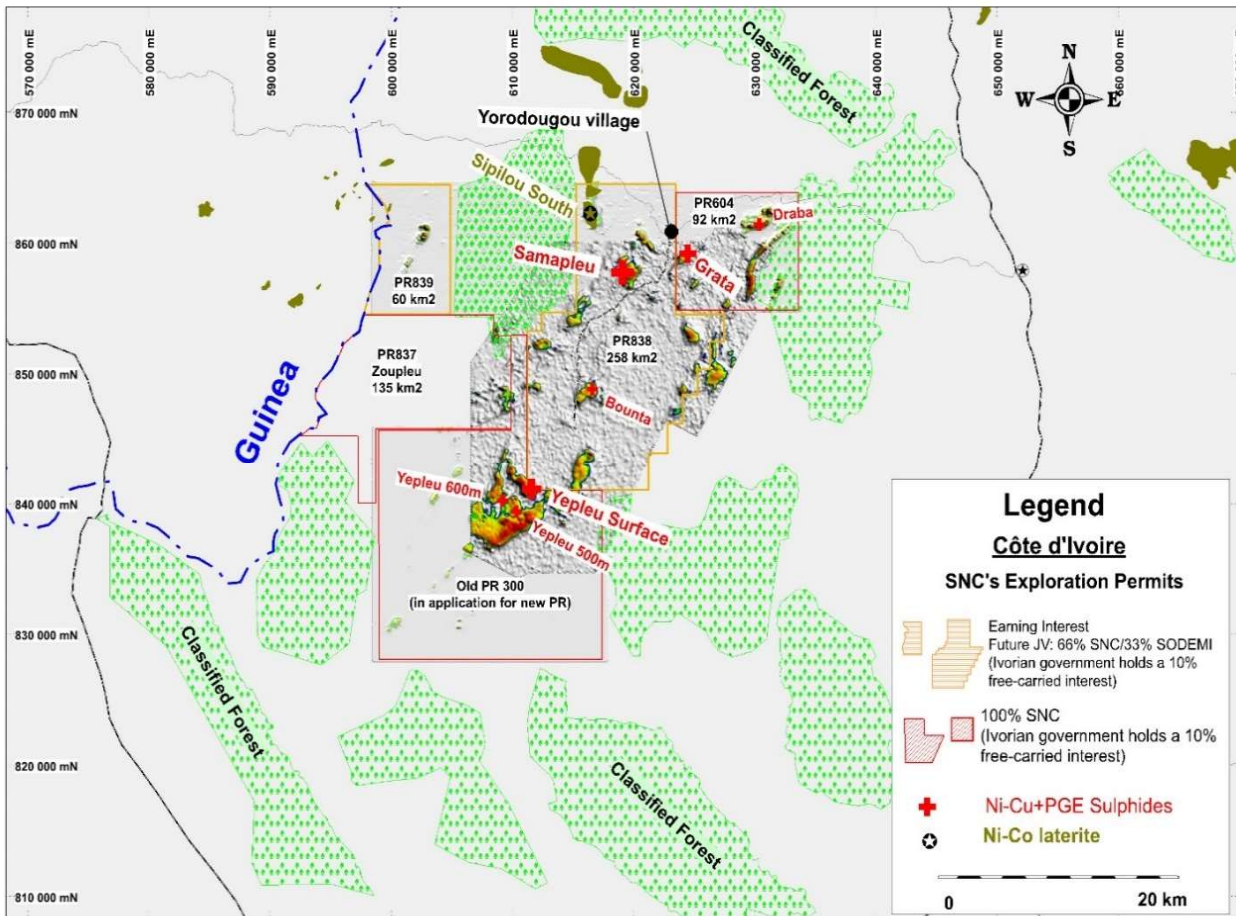 570 000 mE
580 000 mE
590 000 mE
600 000 mE
610 000 mE
620 000 mE
630 000 mE
650 000 mE
660 000 mE
Classified Forest
N
W
E
S
870 000 mN
Yorodougou village
Sipilou South
PR604
92 km2
Draba
860 000 mN
Samapleu
Grata
PR839
60 km2
PR837
Zoupleu
135 km2
PR838
258 km2
850 000 mN
Guinea
Bounta
840 000 mN
Yepleu 600m
Yepleu Surface
Yepleu 500m
Old PR 300
(in application for new PR)
830 000 mN
Classified Forest
820 000 mN
Classified Forest
810 000 mN
Legend
Côte d'Ivoire
SNC's Exploration Permits
Earning Interest
Future JV: 66% SNC/33% SODEMI
(Ivorian government holds a 10%
free-carried interest)
100% SNC
(Ivorian government holds a 10%
free-carried interest)
Ni-Cu+PGE Sulphides
Ni-Co laterite
0
20 km